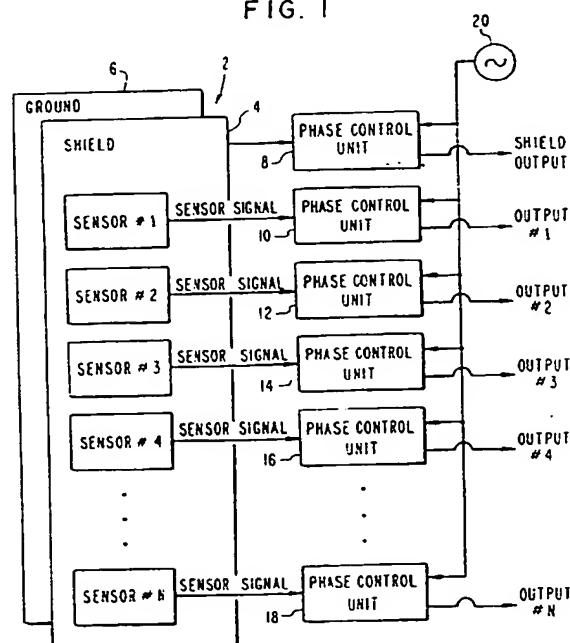 FIG. 1
20
6
2
GROUND
4
SHIELD
PHASE CONTROL
UNIT
8
SHIELD
OUTPUT
SENSOR #1
SENSOR SIGNAL
PHASE CONTROL
UNIT
10
OUTPUT
#1
SENSOR #2
SENSOR SIGNAL
PHASE CONTROL
UNIT
12
OUTPUT
#2
SENSOR #3
SENSOR SIGNAL
PHASE CONTROL
UNIT
14
OUTPUT
#3
SENSOR #4
SENSOR SIGNAL
PHASE CONTROL
UNIT
16
OUTPUT
#4
SENSOR #N
SENSOR SIGNAL
PHASE CONTROL
UNIT
18
OUTPUT
#N